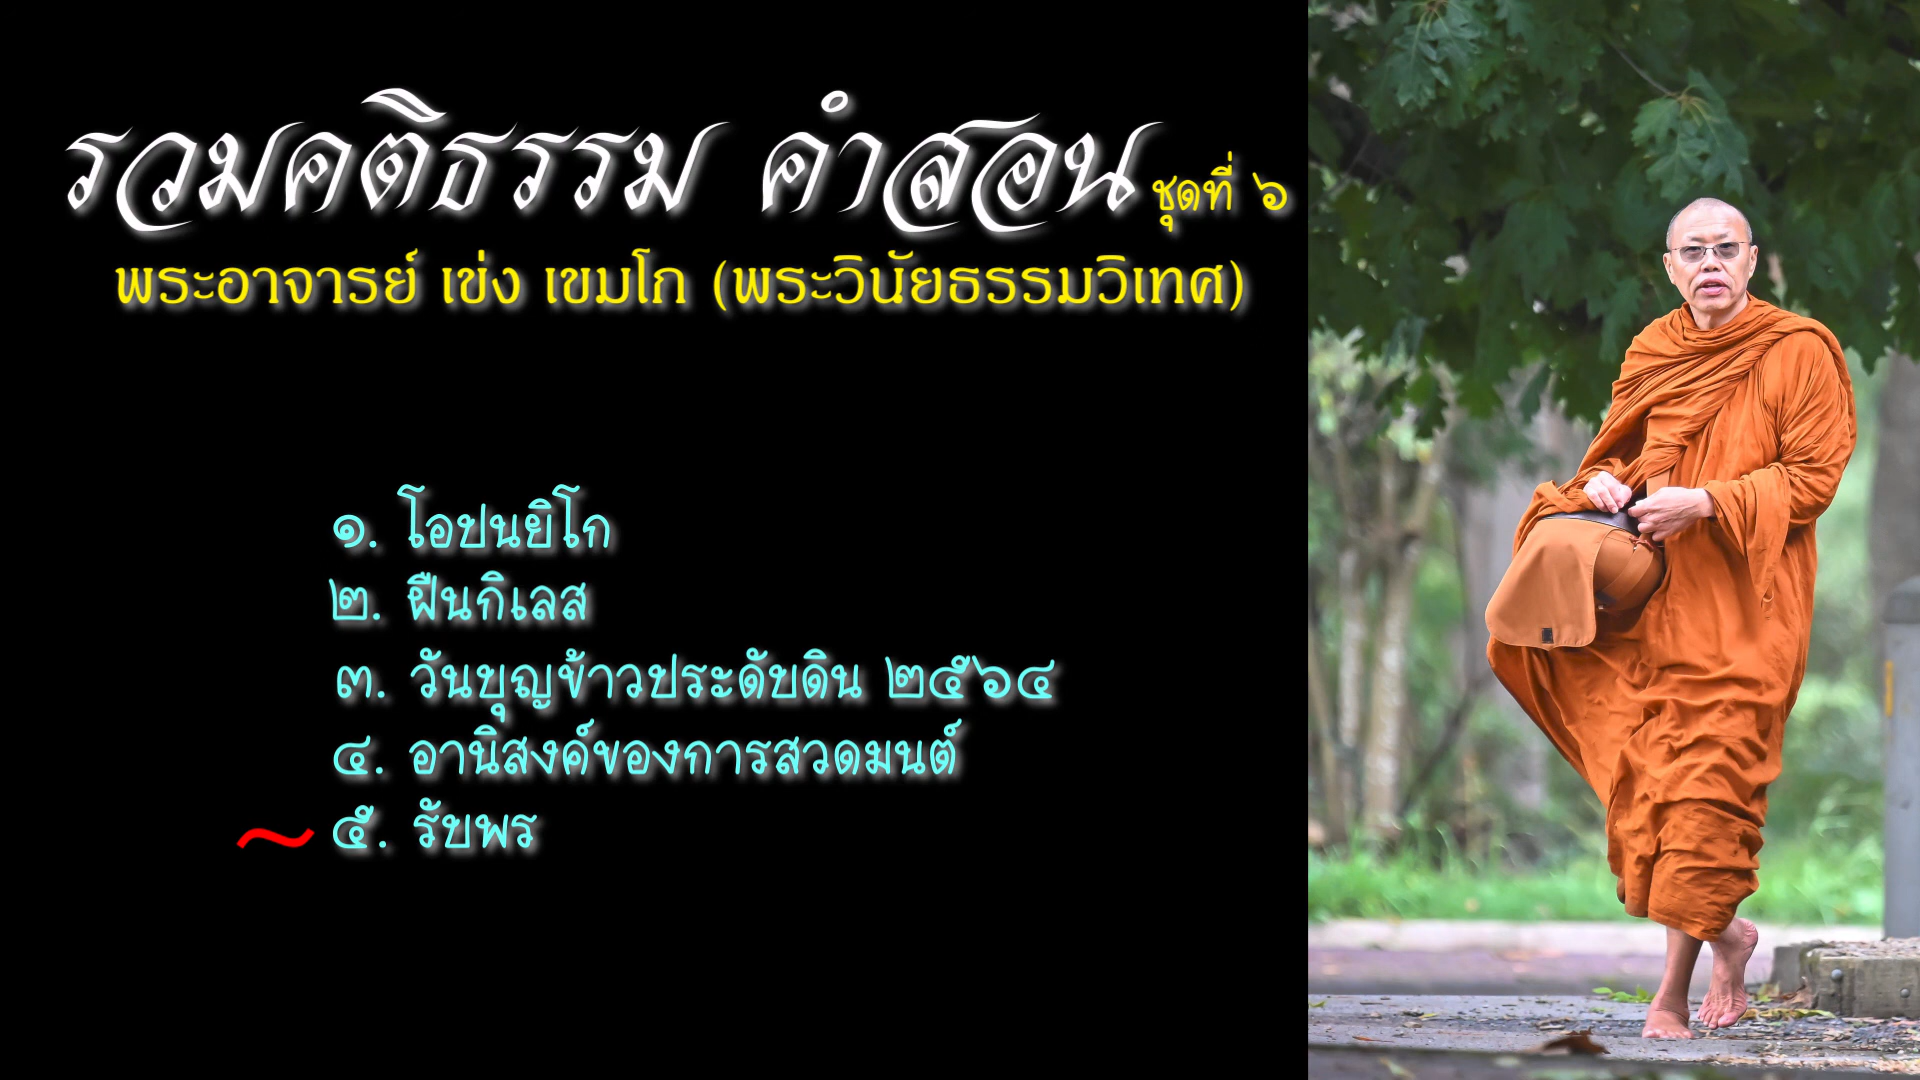 รวมคติธรรม คำสอน ชุดที่ ๖
พระอาจารย์ เช่ง เขมโก (พระวินัยธรรมวิเทศ)
๑. โอปนยิโก
๒. ฝืนกิเลส
๓. วันบุญข้าวประดับดิน ๒๕๖๔
๔. อานิสงค์ของการสวดมนต์
๕. รับพร